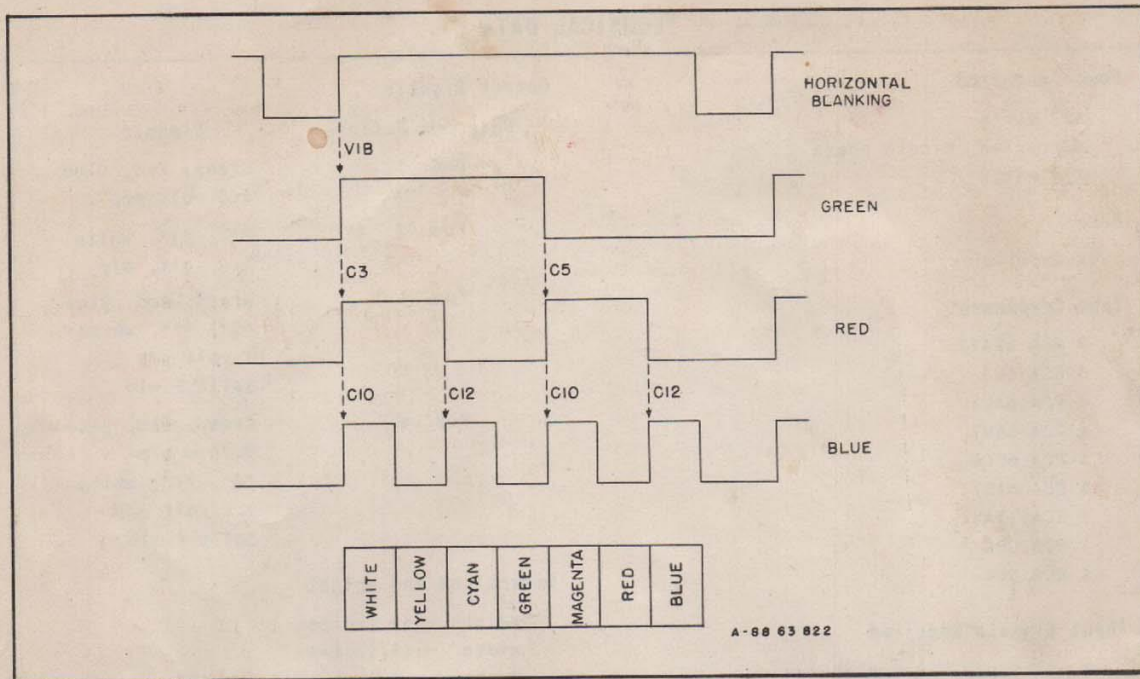 HORIZONTAL
BLANKING
V1B
GREEN
C3
C5
RED
C10
C12
C10
C12
BLUE
WHITE
YELLOW
CYAN
GREEN
MAGENTA
RED
BLUE
A-88 63 822